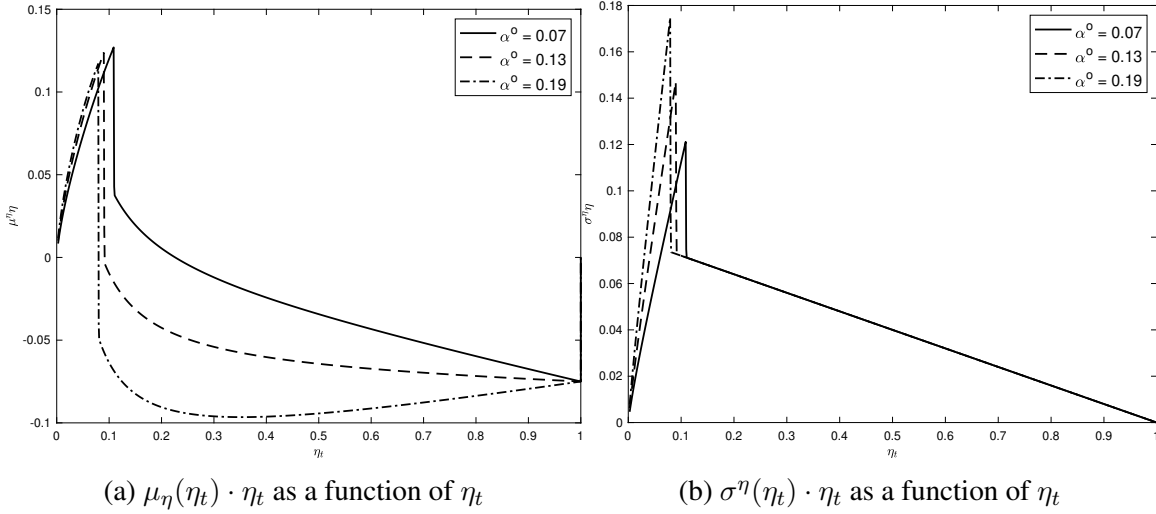 0.15
0.1
0.05
0
-0.05
-0.1
μ^η η
0 0.1 0.2 0.3 0.4 0.5 0.6 0.7 0.8 0.9 1
η_t
α^o = 0.07
α^o = 0.13
α^o = 0.19
(a) μ_η(η_t) · η_t as a function of η_t
0.18
0.16
0.14
0.12
0.1
0.08
0.06
0.04
0.02
0
σ^η η
0 0.1 0.2 0.3 0.4 0.5 0.6 0.7 0.8 0.9 1
η_t
α^o = 0.07
α^o = 0.13
α^o = 0.19
(b) σ^η(η_t) · η_t as a function of η_t